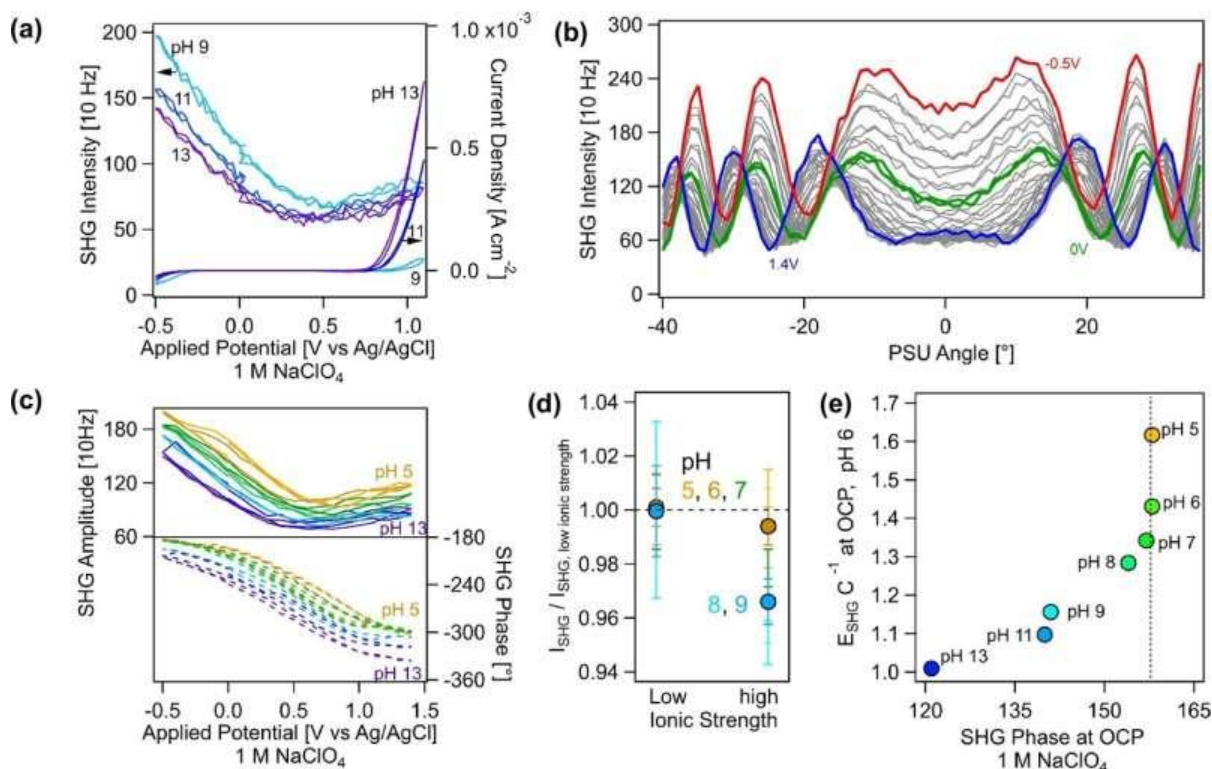 (a)
200
150
100
50
0
SHG Intensity [10 Hz]
pH 9
11
13
pH 13
11
9
1.0 x10⁻³
0.5
0.0
Current Density [A cm⁻²]
-0.5
0.0
0.5
1.0
Applied Potential [V vs Ag/AgCl]
1 M NaClO₄
(b)
300
240
180
120
60
0
SHG Intensity [10 Hz]
-0.5V
0V
1.4V
-40
-20
0
20
PSU Angle [°]
(c)
180
120
60
SHG Amplitude [10Hz]
pH 5
pH 13
pH 5
pH 13
-180
-240
-300
-360
SHG Phase [°]
-0.5
0.0
0.5
1.0
1.5
Applied Potential [V vs Ag/AgCl]
1 M NaClO₄
(d)
1.04
1.02
1.00
0.98
0.96
0.94
I SHG / I SHG, low ionic strength
pH
5, 6, 7
8, 9
Low
high
Ionic Strength
(e)
1.7
1.6
1.5
1.4
1.3
1.2
1.1
1.0
E SHG C ⁻¹ at OCP, pH 6
pH 5
pH 6
pH 7
pH 8
pH 9
pH 11
pH 13
120
135
150
165
SHG Phase at OCP
1 M NaClO₄